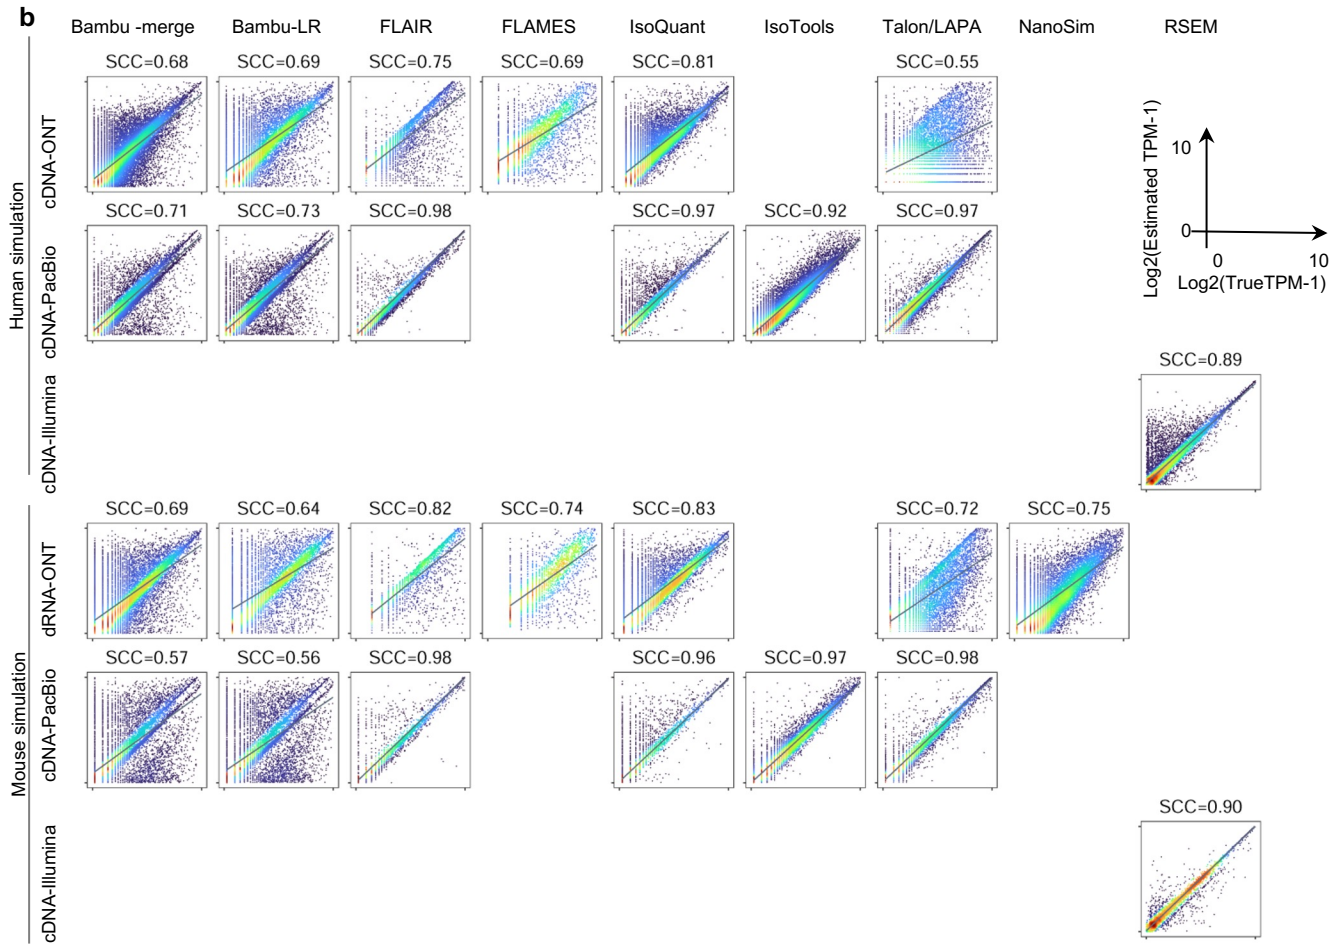 b
Bambu -merge Bambu-LR FLAIR FLAMES IsoQuant IsoTools Talon/LAPA NanoSim RSEM
Human simulation
cDNA-ONT
SCC=0.68 SCC=0.69 SCC=0.75 SCC=0.69 SCC=0.81 SCC=0.55
Log2(Estimated TPM-1)
10
0
0 10
Log2(TrueTPM-1)
cDNA-PacBio
SCC=0.71 SCC=0.73 SCC=0.98 SCC=0.97 SCC=0.92 SCC=0.97
cDNA-Illumina
SCC=0.89
Mouse simulation
dRNA-ONT
SCC=0.69 SCC=0.64 SCC=0.82 SCC=0.74 SCC=0.83 SCC=0.72 SCC=0.75
cDNA-PacBio
SCC=0.57 SCC=0.56 SCC=0.98 SCC=0.96 SCC=0.97 SCC=0.98
cDNA-Illumina
SCC=0.90